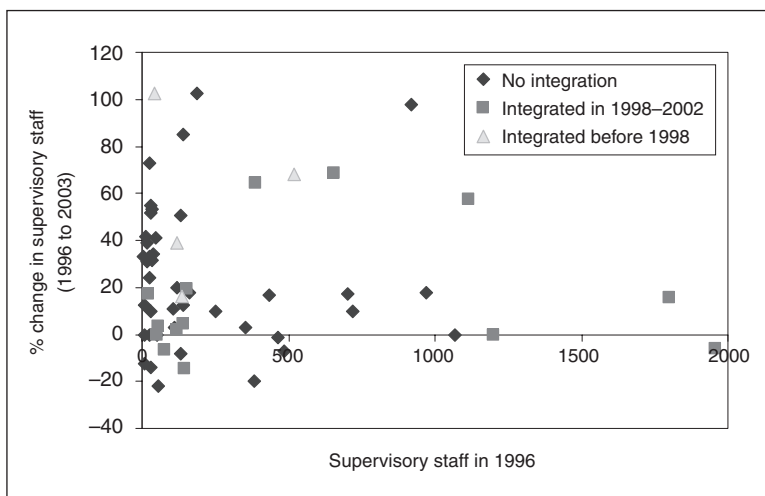 120
100
80
60
40
20
0
–20
–40
0
500
1000
1500
2000
No integration
Integrated in 1998–2002
Integrated before 1998
% change in supervisory staff
(1996 to 2003)
Supervisory staff in 1996